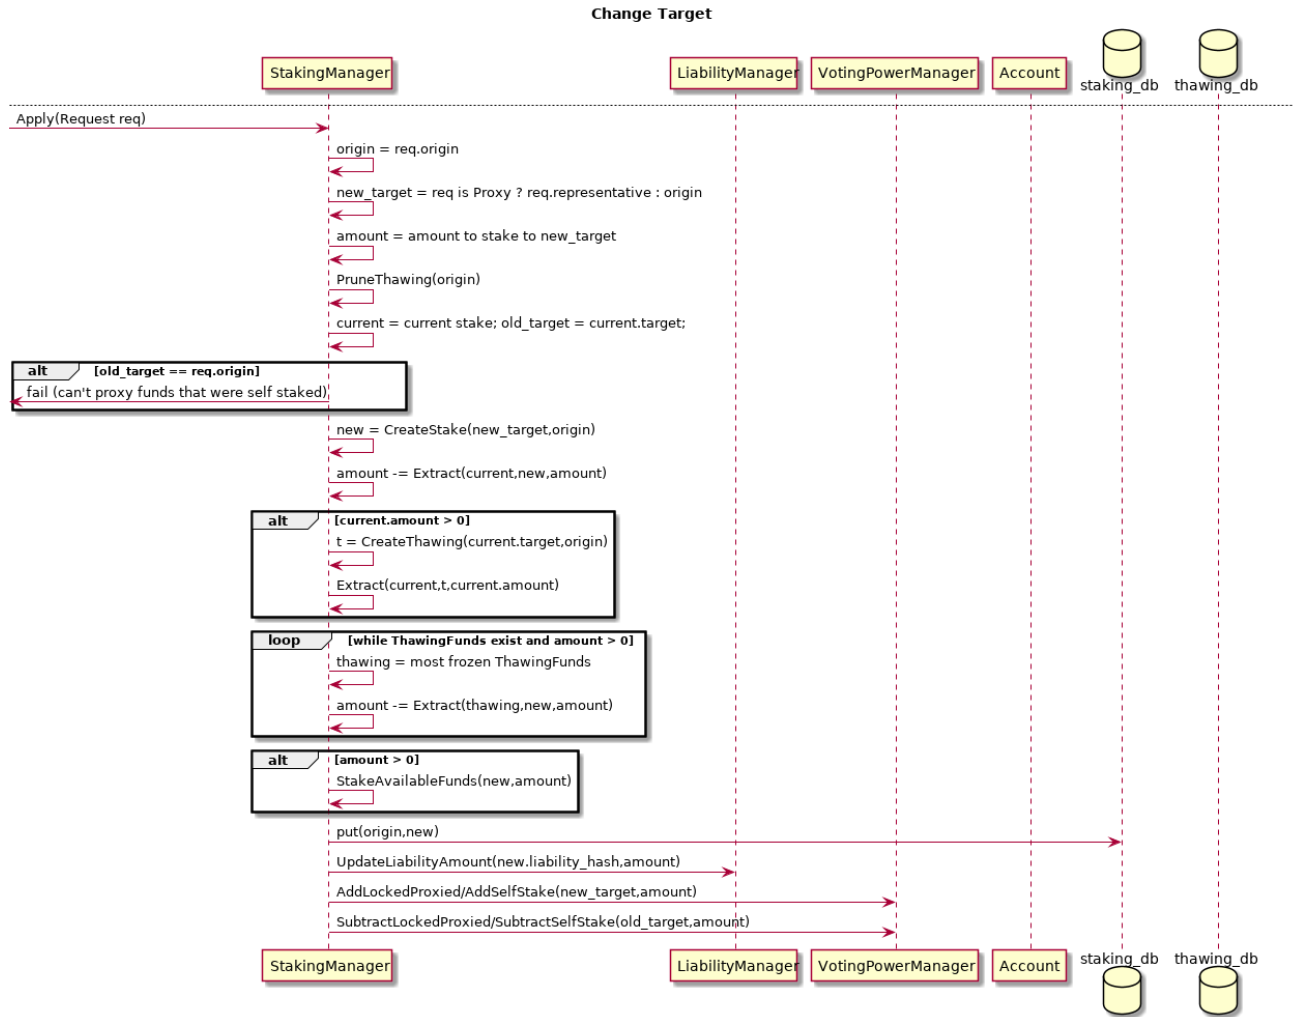 Change Target
StakingManager
LiabilityManager
VotingPowerManager
Account
staking_db
thawing_db
Apply(Request req)
origin = req.origin
new_target = req is Proxy ? req.representative : origin
amount = amount to stake to new_target
PruneThawing(origin)
current = current stake; old_target = current.target;
alt [old_target == req.origin]
fail (can't proxy funds that were self staked)
new = CreateStake(new_target,origin)
amount -= Extract(current,new,amount)
alt [current.amount > 0]
t = CreateThawing(current.target,origin)
Extract(current,t,current.amount)
loop [while ThawingFunds exist and amount > 0]
thawing = most frozen ThawingFunds
amount -= Extract(thawing,new,amount)
alt [amount > 0]
StakeAvailableFunds(new,amount)
put(origin,new)
UpdateLiabilityAmount(new.liability_hash,amount)
AddLockedProxied/AddSelfStake(new_target,amount)
SubtractLockedProxied/SubtractSelfStake(old_target,amount)
StakingManager
LiabilityManager
VotingPowerManager
Account
staking_db
thawing_db